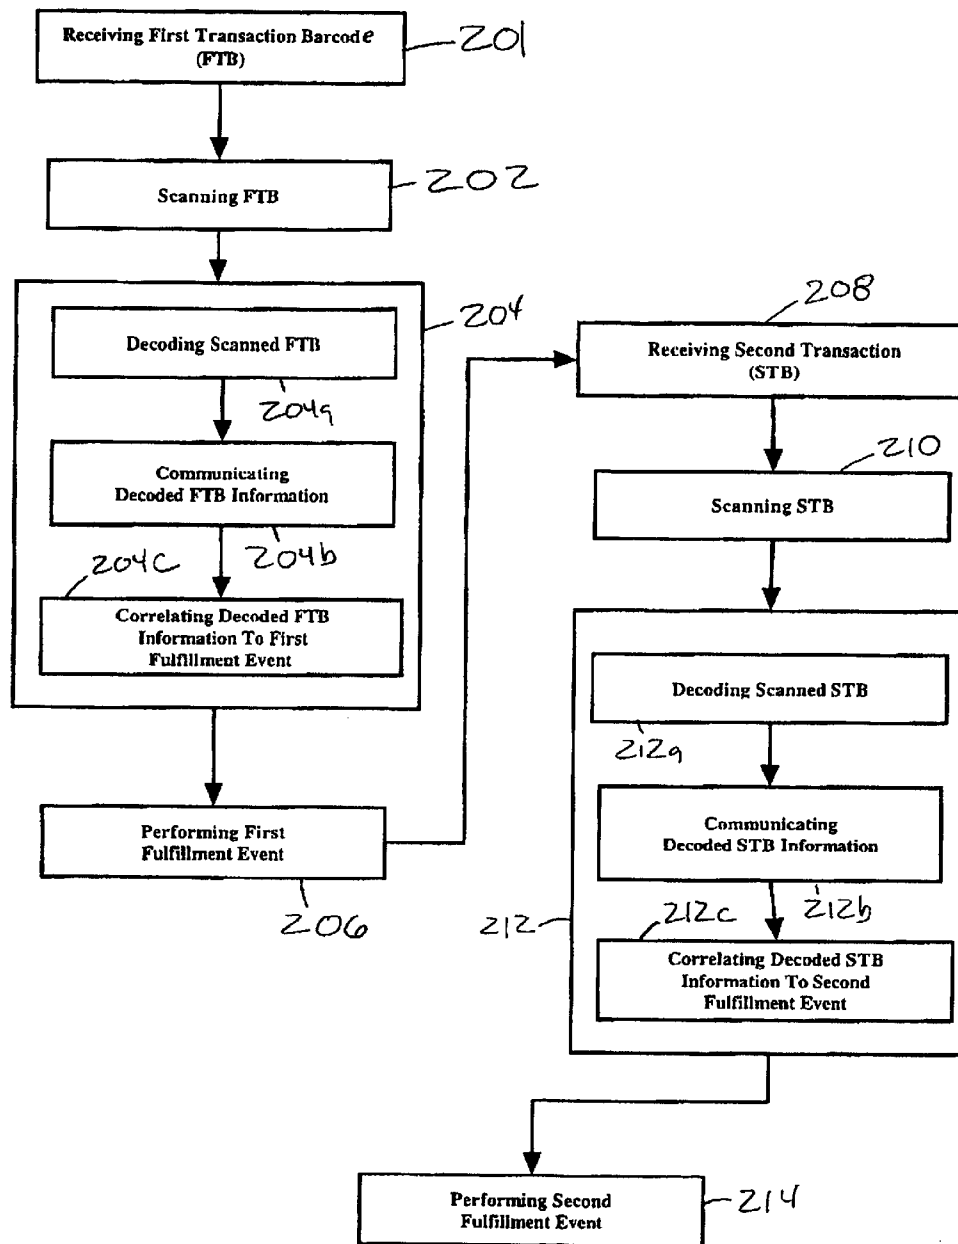 Receiving First Transaction Barcode
(FTB)
201
Scanning FTB
202
204
Decoding Scanned FTB
204a
Communicating
Decoded FTB Information
204b
204c
Correlating Decoded FTB
Information To First
Fulfillment Event
Performing First
Fulfillment Event
206
208
Receiving Second Transaction
(STB)
210
Scanning STB
Decoding Scanned STB
212a
Communicating
Decoded STB Information
212b
212c
212
Correlating Decoded STB
Information To Second
Fulfillment Event
Performing Second
Fulfillment Event
214